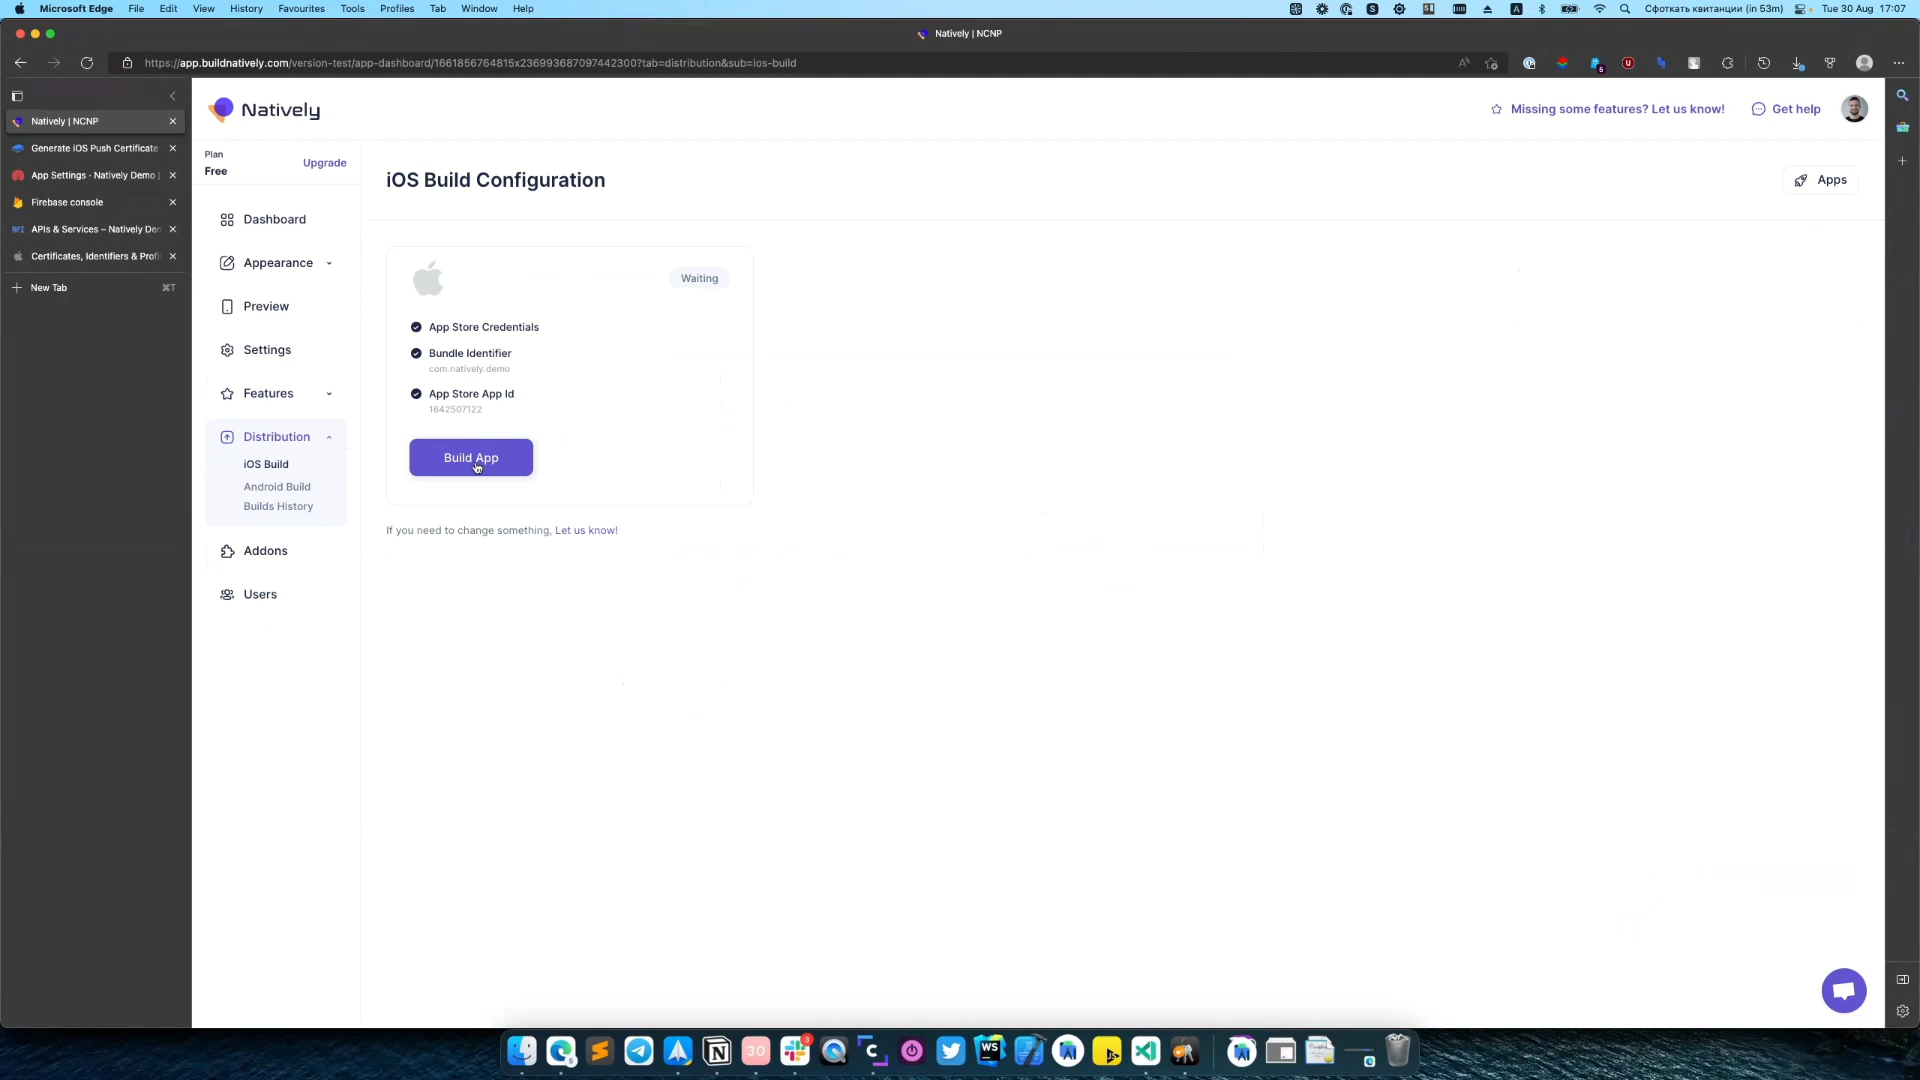 Microsoft Edge File Edit View History Favourites Tools Profiles Tab Window Help
Сфоткать квитанции (in 53m) Tue 30 Aug 17:07
Natively | NCNP
https://app.buildnatively.com/version-test/app-dashboard/1661856764815x236993687097442300?tab=distribution&sub=ios-build
Natively | NCNP
Generate iOS Push Certificate
App Settings · Natively Demo |
Firebase console
APIs & Services – Natively Den
Certificates, Identifiers & Profi
New Tab ⌘T
Natively
Missing some features? Let us know!
Get help
Plan
Free
Upgrade
iOS Build Configuration
Apps
Dashboard
Appearance
Preview
Settings
Features
Distribution
iOS Build
Android Build
Builds History
Addons
Users
Waiting
App Store Credentials
Bundle Identifier
com.natively.demo
App Store App Id
1642507122
Build App
If you need to change something, Let us know!
30
3
WS